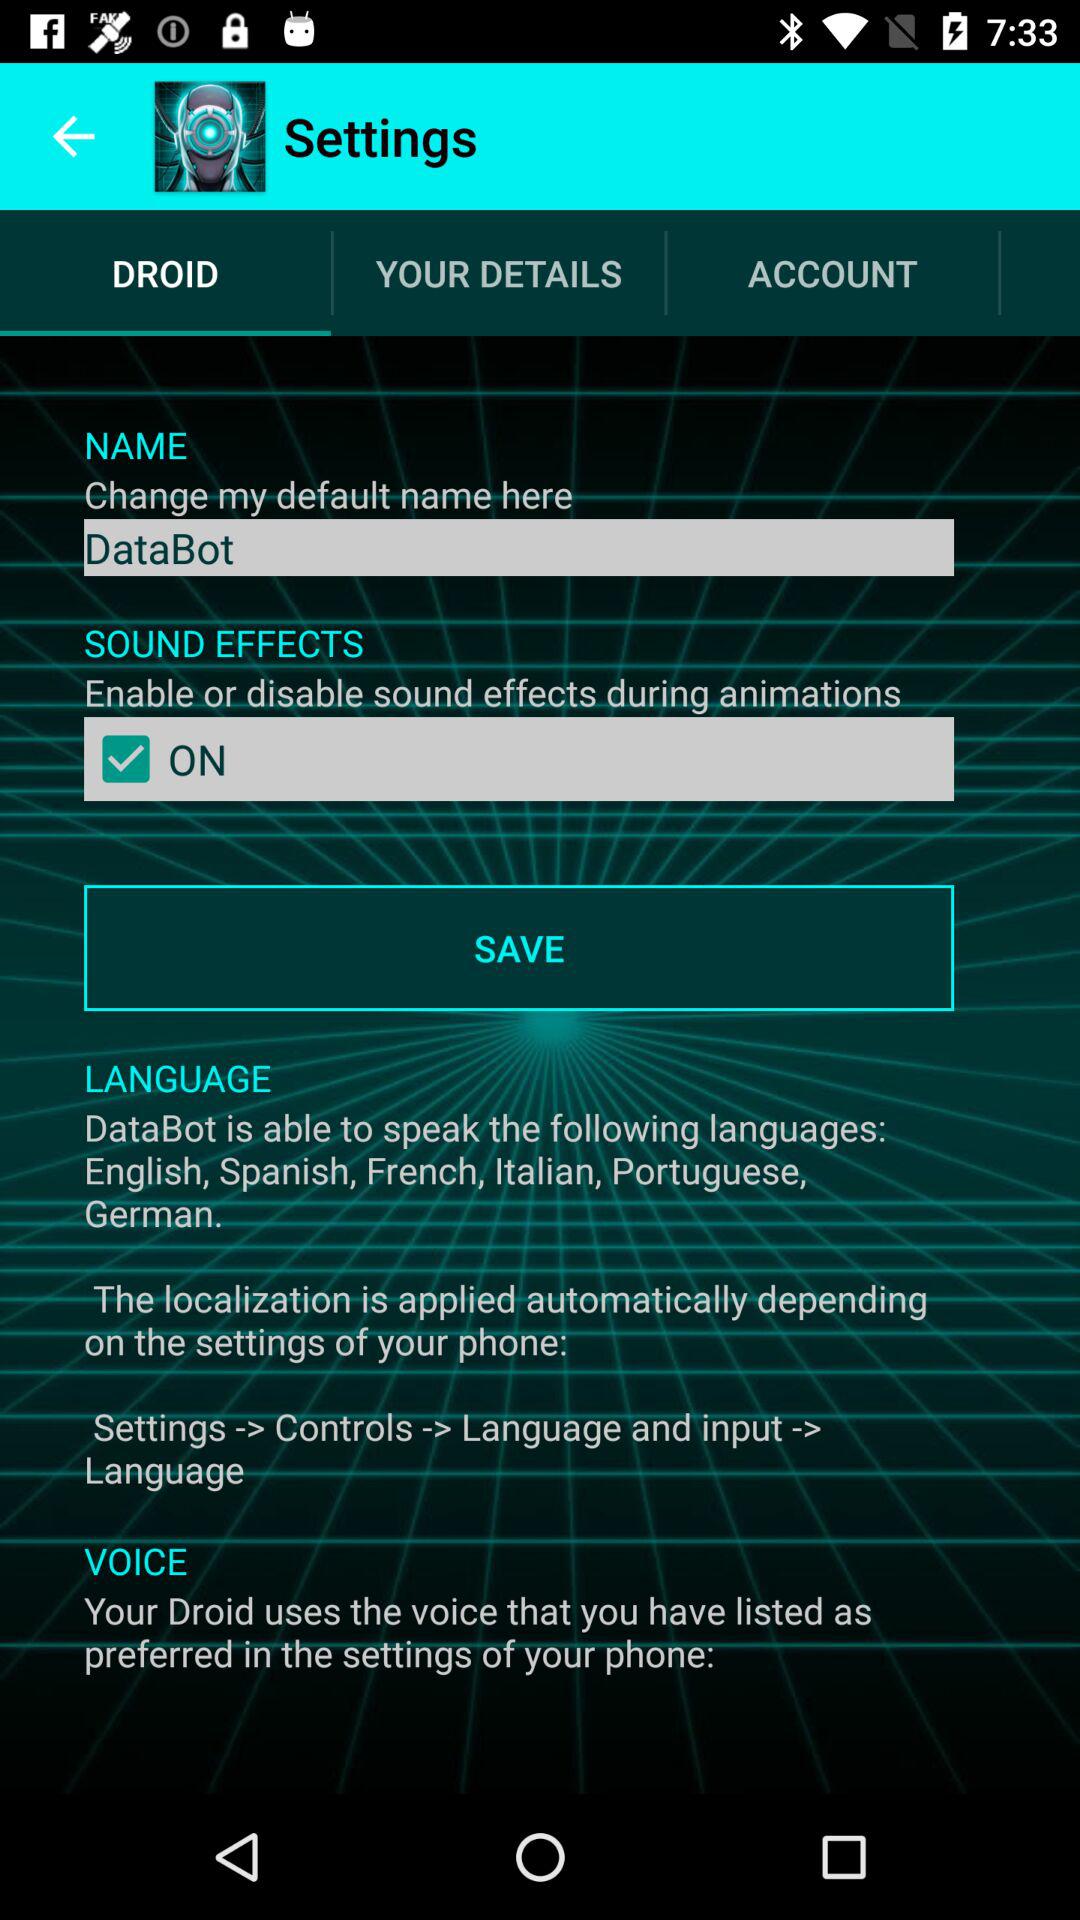 FAKE
7:33
Settings
DROID
YOUR DETAILS
ACCOUNT
NAME
Change my default name here
DataBot
SOUND EFFECTS
Enable or disable sound effects during animations
ON
SAVE
LANGUAGE
DataBot is able to speak the following languages:
English, Spanish, French, Italian, Portuguese,
German.
The localization is applied automatically depending
on the settings of your phone:
Settings -> Controls -> Language and input ->
Language
VOICE
Your Droid uses the voice that you have listed as
preferred in the settings of your phone: